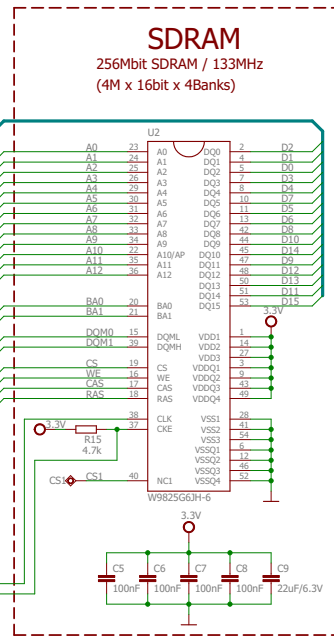 SDRAM
256Mbit SDRAM / 133MHz
(4M x 16bit x 4Banks)
U2
A0 23 A0 DQ0 2 D2
A1 24 A1 DQ1 4 D1
A2 25 A2 DQ2 5 D0
A3 26 A3 DQ3 7 D3
A4 29 A4 DQ4 8 D4
A5 30 A5 DQ5 10 D7
A6 31 A6 DQ6 11 D5
A7 32 A7 DQ7 13 D6
A8 33 A8 DQ8 42 D8
A9 34 A9 DQ9 44 D10
A10 22 A10/AP DQ10 45 D14
A11 35 A11 DQ11 47 D9
A12 36 A12 DQ12 48 D12
DQ13 50 D13
DQ14 51 D11
BA0 20 BA0 DQ15 53 D15
BA1 21 BA1
3.3V
DQM0 15 DQML VDD1 1
DQM1 39 DQMH VDD2 14
VDD3 27
CS 19 CS VDDQ1 3
WE 16 WE VDDQ2 9
CAS 17 CAS VDDQ3 43
RAS 18 RAS VDDQ4 49
38 CLK VSS1 28
3.3V 37 CKE VSS2 41
R15 VSS3 54
4.7k VSSQ1 6
VSSQ2 12
VSSQ3 46
CS1 CS1 40 NC1 VSSQ4 52
W9825G6JH-6
3.3V
C5 C6 C7 C8 C9
100nF 100nF 100nF 100nF 22uF/6.3V